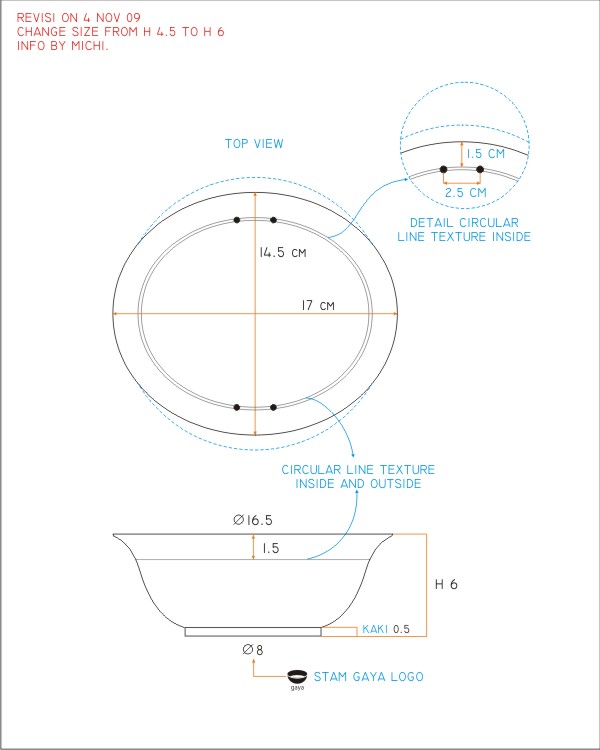 REVISI ON 4 NOV 09
CHANGE SIZE FROM H 4.5 TO H 6
INFO BY MICHI.
TOP VIEW
1.5 CM
2.5 CM
DETAIL CIRCULAR
LINE TEXTURE INSIDE
14.5 CM
17 CM
CIRCULAR LINE TEXTURE
INSIDE AND OUTSIDE
∅16.5
1.5
H 6
KAKI 0.5
∅8
STAM GAYA LOGO
gaya